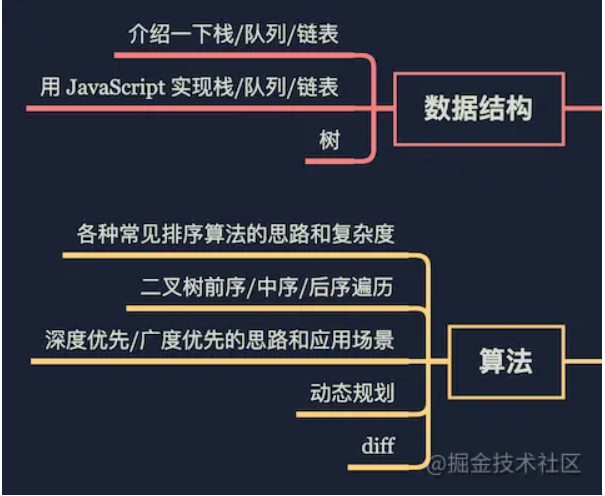 介绍一下栈/队列/链表
用 JavaScript 实现栈/队列/链表
数据结构
树
各种常见排序算法的思路和复杂度
二叉树前序/中序/后序遍历
深度优先/广度优先的思路和应用场景
算法
动态规划
diff
@掘金技术社区